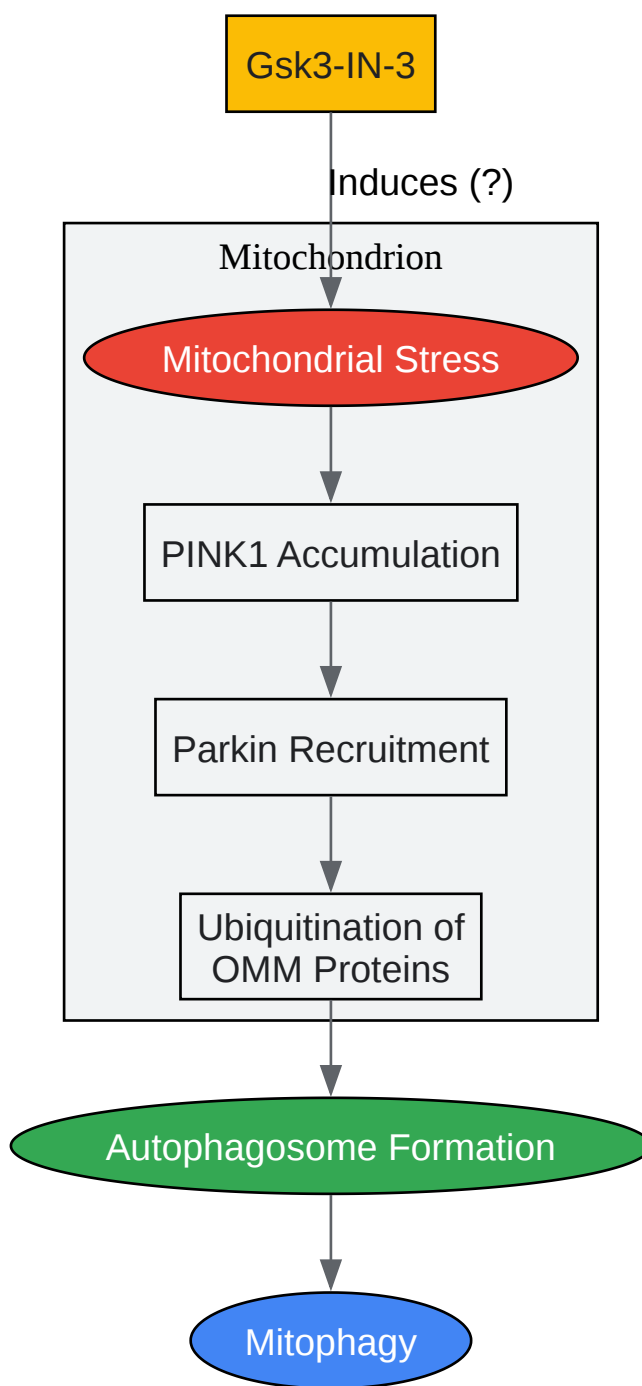 Gsk3-IN-3
Induces (?)
Mitochondrion
Mitochondrial Stress
PINK1 Accumulation
Parkin Recruitment
Ubiquitination of
OMM Proteins
Autophagosome Formation
Mitophagy